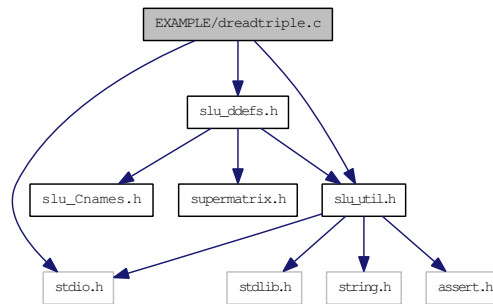 EXAMPLE/dreadtriple.c
slu_ddefs.h
slu_Cnames.h
supermatrix.h
slu_util.h
stdio.h
stdlib.h
string.h
assert.h